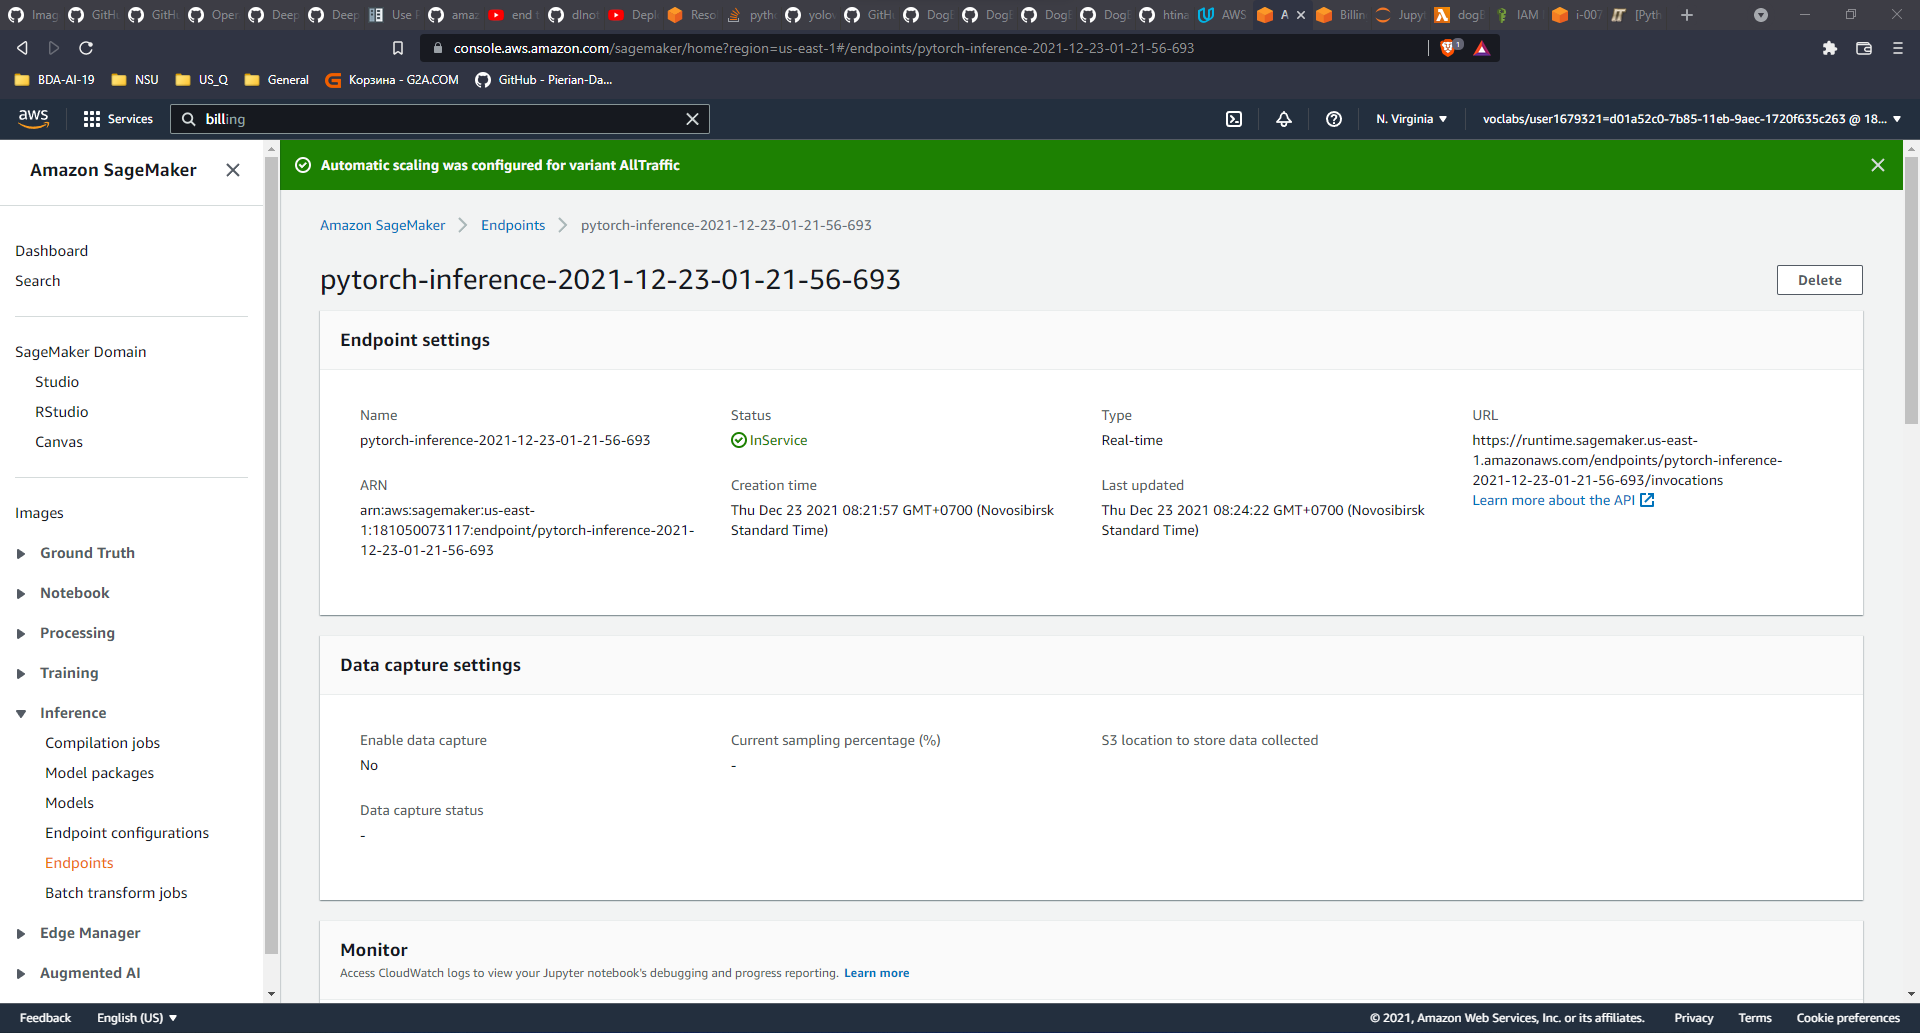 Imag
GitHu
GitHu
Open
Deep
Deep
Use F
amaz
end t
dlnot
Depl
Reso
pyth
yolov
GitHu
DogE
DogE
DogE
DogE
htina
AWS
A
Billin
Jupyt
dogB
IAM
i-007
[Pyth
console.aws.amazon.com/sagemaker/home?region=us-east-1#/endpoints/pytorch-inference-2021-12-23-01-21-56-693
1
BDA-AI-19
NSU
US_Q
General
Корзина - G2A.COM
GitHub - Pierian-Da...
aws
Services
billing
N. Virginia
voclabs/user1679321=d01a52c0-7b85-11eb-9aec-1720f635c263 @ 18...
Amazon SageMaker
Dashboard
Search
SageMaker Domain
Studio
RStudio
Canvas
Images
Ground Truth
Notebook
Processing
Training
Inference
Compilation jobs
Model packages
Models
Endpoint configurations
Endpoints
Batch transform jobs
Edge Manager
Augmented AI
Automatic scaling was configured for variant AllTraffic
Amazon SageMaker
Endpoints
pytorch-inference-2021-12-23-01-21-56-693
pytorch-inference-2021-12-23-01-21-56-693
Delete
Endpoint settings
Name
pytorch-inference-2021-12-23-01-21-56-693
Status
InService
Type
Real-time
URL
https://runtime.sagemaker.us-east-
1.amazonaws.com/endpoints/pytorch-inference-
2021-12-23-01-21-56-693/invocations
Learn more about the API
ARN
arn:aws:sagemaker:us-east-
1:181050073117:endpoint/pytorch-inference-2021-
12-23-01-21-56-693
Creation time
Thu Dec 23 2021 08:21:57 GMT+0700 (Novosibirsk
Standard Time)
Last updated
Thu Dec 23 2021 08:24:22 GMT+0700 (Novosibirsk
Standard Time)
Data capture settings
Enable data capture
No
Current sampling percentage (%)
-
S3 location to store data collected
Data capture status
-
Monitor
Access CloudWatch logs to view your Jupyter notebook's debugging and progress reporting. Learn more
Feedback
English (US)
© 2021, Amazon Web Services, Inc. or its affiliates.
Privacy
Terms
Cookie preferences